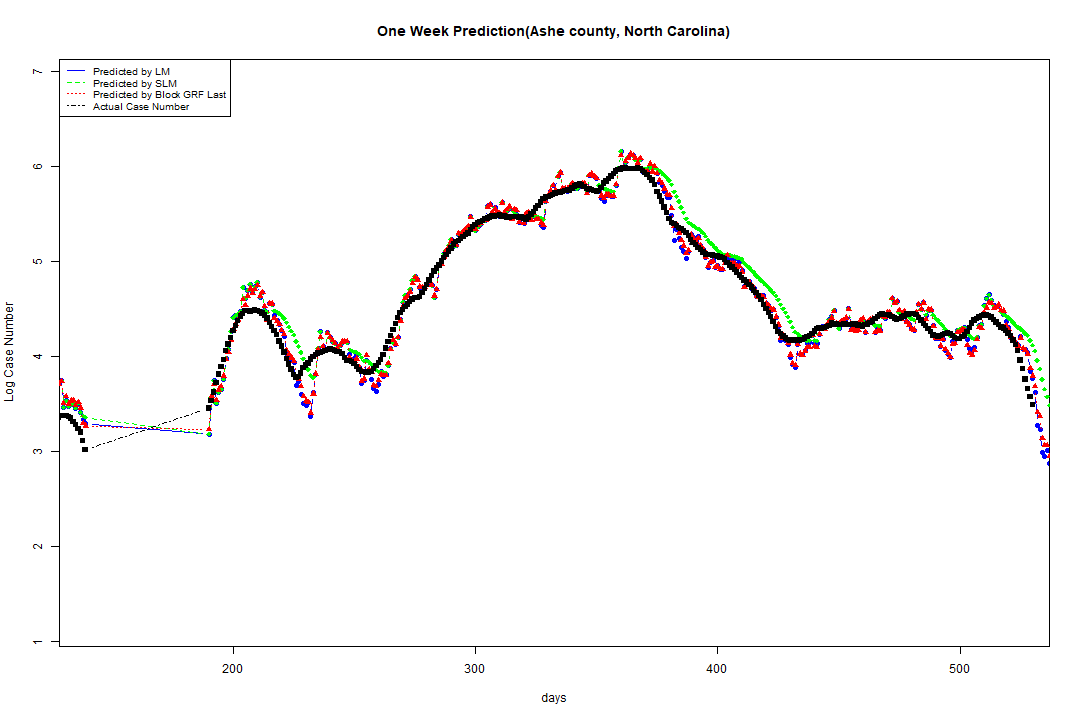 One Week Prediction(Ashe county, North Carolina)
Predicted by LM
Predicted by SLM
Predicted by Block GRF Last
Actual Case Number
7
6
5
4
3
2
1
Log Case Number
200 300 400 500
days